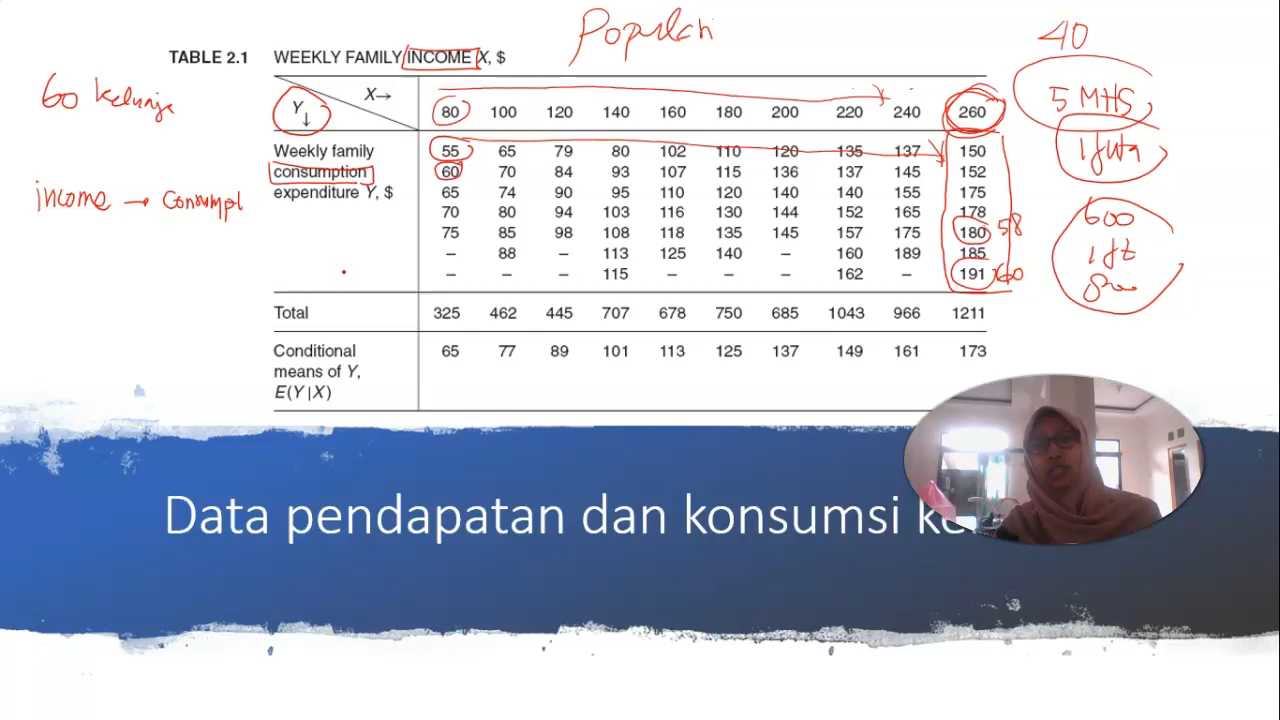 Populasi
40
TABLE 2.1 WEEKLY FAMILY INCOME X, $
60 keluarga
5 MHS
X→
Y↓
80 100 120 140 160 180 200 220 240 260
1 juta
Weekly family 55 65 79 80 102 110 120 135 137 150
consumption 60 70 84 93 107 115 136 137 145 152
expenditure Y, $ 65 74 90 95 110 120 140 140 155 175
income → Consumpt
70 80 94 103 116 130 144 152 165 178
600
75 85 98 108 118 135 145 157 175 180 58
– 88 – 113 125 140 – 160 189 185
1 jt
– – – 115 – – – 162 – 191 60
Total 325 462 445 707 678 750 685 1043 966 1211
Conditional 65 77 89 101 113 125 137 149 161 173
means of Y,
E(Y|X)
Data pendapatan dan konsumsi